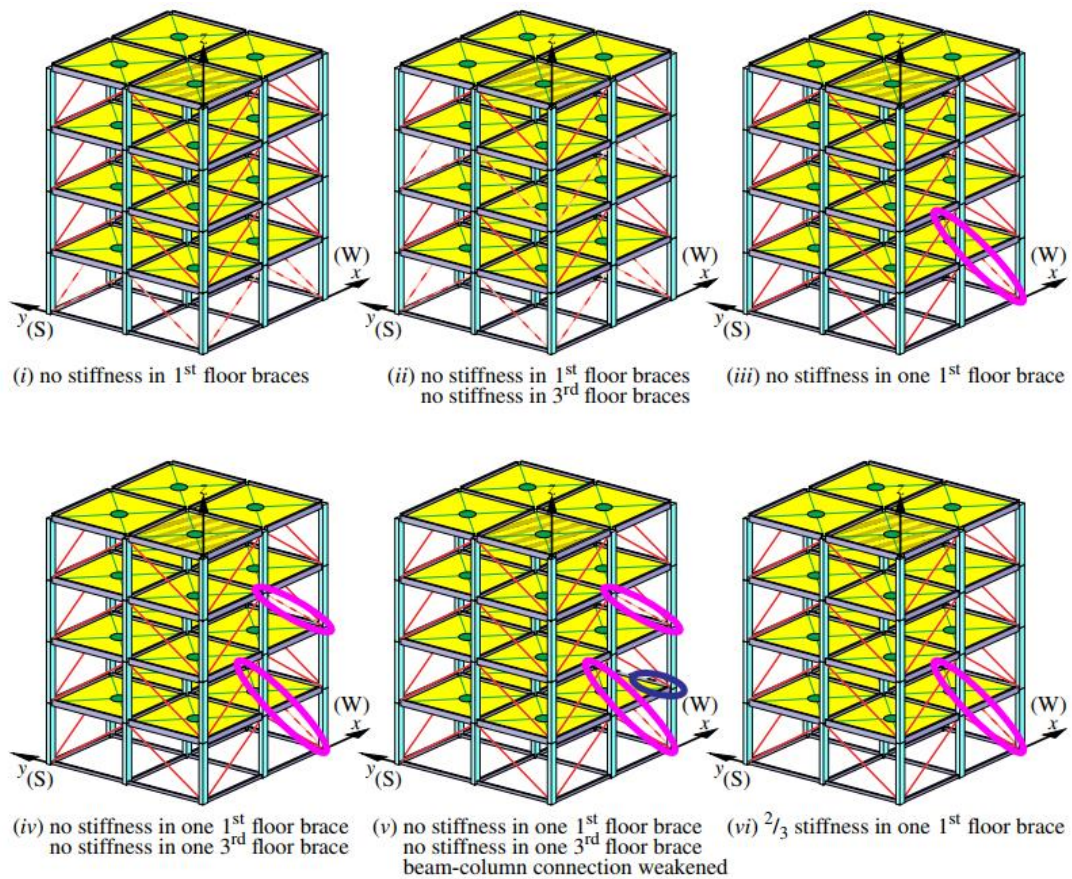 z z z
(W) (W) (W)
x x x
y (S) y (S) y (S)
(i) no stiffness in 1st floor braces
(ii) no stiffness in 1st floor braces
no stiffness in 3rd floor braces
(iii) no stiffness in one 1st floor brace
z z z
(W) (W) (W)
x x x
y (S) y (S) y (S)
(iv) no stiffness in one 1st floor brace
no stiffness in one 3rd floor brace
(v) no stiffness in one 1st floor brace
no stiffness in one 3rd floor brace
beam-column connection weakened
(vi) 2/3 stiffness in one 1st floor brace